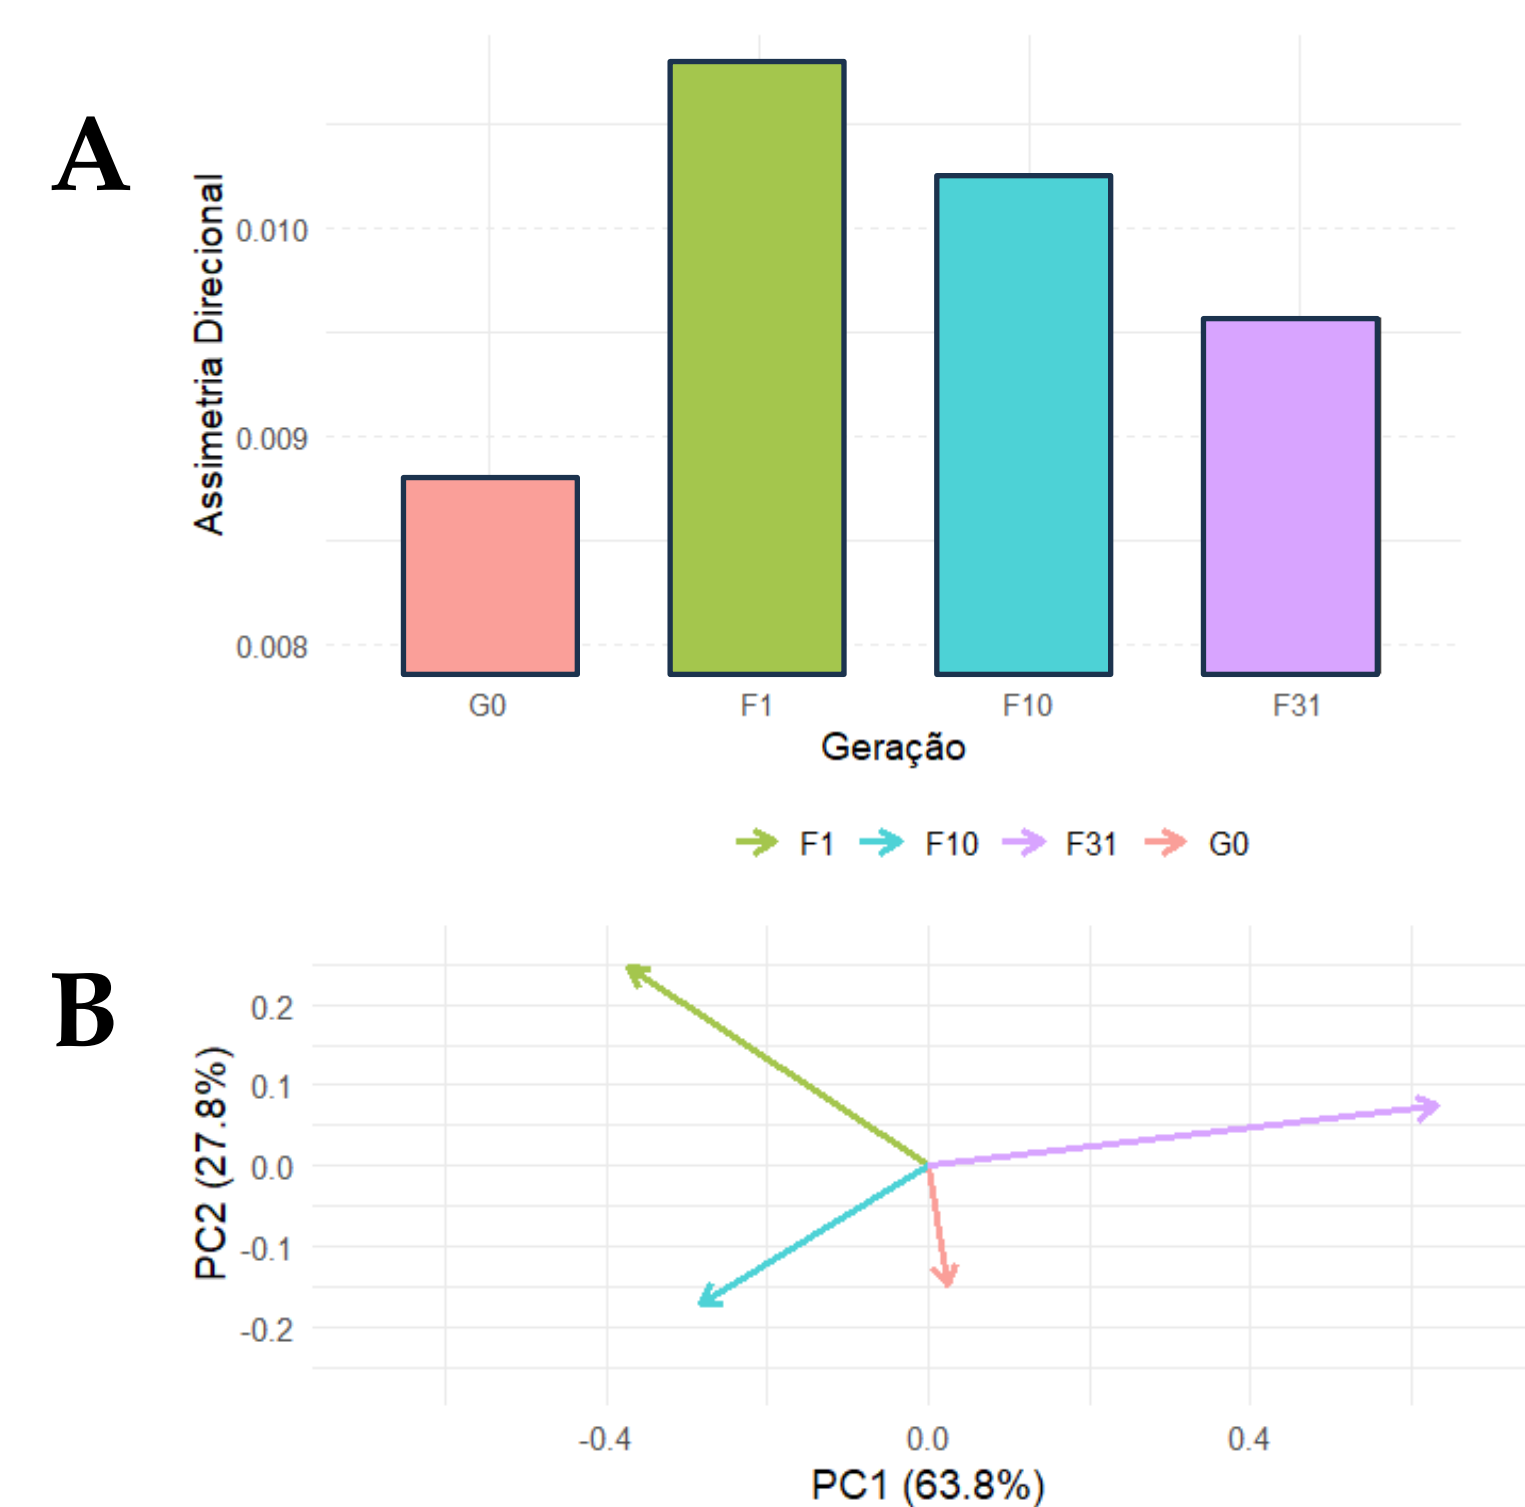 A
Assimetria Direcional
0.010
0.009
0.008
G0 F1 F10 F31
Geração
F1 F10 F31 G0
B
PC2 (27.8%)
0.2
0.1
0.0
-0.1
-0.2
-0.4 0.0 0.4
PC1 (63.8%)